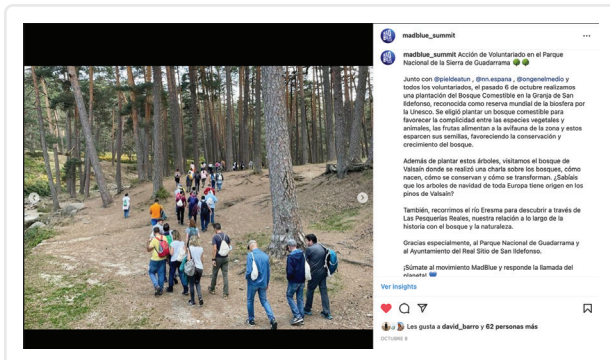 madblue_summit
madblue_summit Acción de Voluntariado en el Parque
Nacional de la Sierra de Guadarrama
Junto con @pieldeatun , @nn.espana , @ongenelmedio y
todos los voluntarios, el pasado 6 de octubre realizamos
una plantación del Bosque Comestible en la Granja de San
Ildefonso, reconocida como reserva mundial de la biosfera por
la Unesco. Se eligió plantar un bosque comestible para
favorecer la complicidad entre las especies vegetales y
animales, las frutas alimentan a la avifauna de la zona y estos
esparcen sus semillas, favoreciendo la conservación y
crecimiento del bosque.
Además de plantar estos árboles, visitamos el bosque de
Valsaín donde se realizó una charla sobre los bosques, cómo
nacen, cómo se conservan y cómo se transforman. ¿Sabíais
que los arboles de navidad de toda Europa tiene origen en los
pinos de Valsaín?
También, recorrimos el río Eresma para descubrir a través de
Las Pesquerías Reales, nuestra relación a lo largo de la
historia con el bosque y la naturaleza.
Gracias especialmente, al Parque Nacional de Guadarrama y
al Ayuntamiento del Real Sitio de San Ildefonso.
¡Súmate al movimiento MadBlue y responde la llamada del
planeta!
Ver insights
Les gusta a david_barro y 62 personas más
OCTUBRE 8